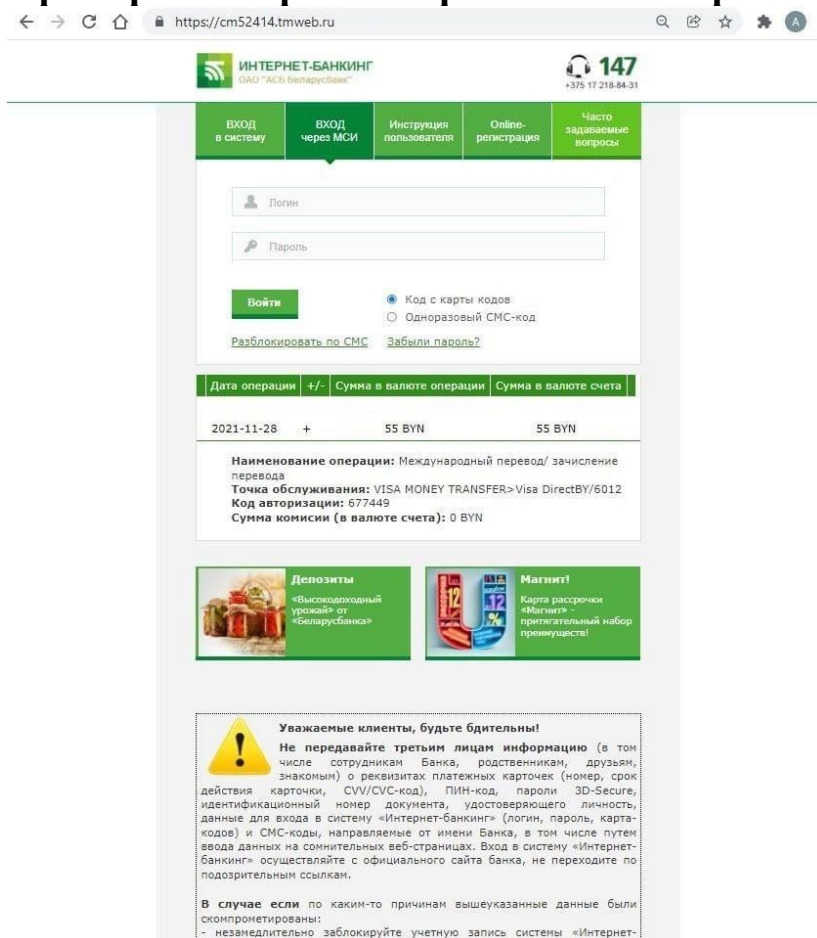 https://cm52414.tmweb.ru
A
ИНТЕРНЕТ-БАНКИНГ
ОАО "АСБ Беларусбанк"
147
+375 17 218-84-31
ВХОД
в систему
ВХОД
через МСИ
Инструкция
пользователя
Online-
регистрация
Часто
задаваемые
вопросы
Логин
Пароль
Войти
Код с карты кодов
Одноразовый СМС-код
Разблокировать по СМС
Забыли пароль?
Дата операции +/- Сумма в валюте операции Сумма в валюте счета
2021-11-28 + 55 BYN 55 BYN
Наименование операции: Международный перевод/ зачисление
перевода
Точка обслуживания: VISA MONEY TRANSFER>Visa DirectBY/6012
Код авторизации: 677449
Сумма комисии (в валюте счета): 0 BYN
Депозиты
«Высокодоходный
урожай» от
«Беларусбанка»
Магнит!
Карта рассрочки
«Магнит» -
притягательный набор
преимуществ!
Уважаемые клиенты, будьте бдительны!
Не передавайте третьим лицам информацию (в том
числе сотрудникам Банка, родственникам, друзьям,
знакомым) о реквизитах платежных карточек (номер, срок
действия карточки, CVV/CVC-код), ПИН-код, пароли 3D-Secure,
идентификационный номер документа, удостоверяющего личность,
данные для входа в систему «Интернет-банкинг» (логин, пароль, карта-
кодов) и СМС-коды, направляемые от имени Банка, в том числе путем
ввода данных на сомнительных веб-страницах. Вход в систему «Интернет-
банкинг» осуществляйте с официального сайта банка, не переходите по
подозрительным ссылкам.
В случае если по каким-то причинам вышеуказанные данные были
скомпрометированы:
- незамедлительно заблокируйте учетную запись системы «Интернет-